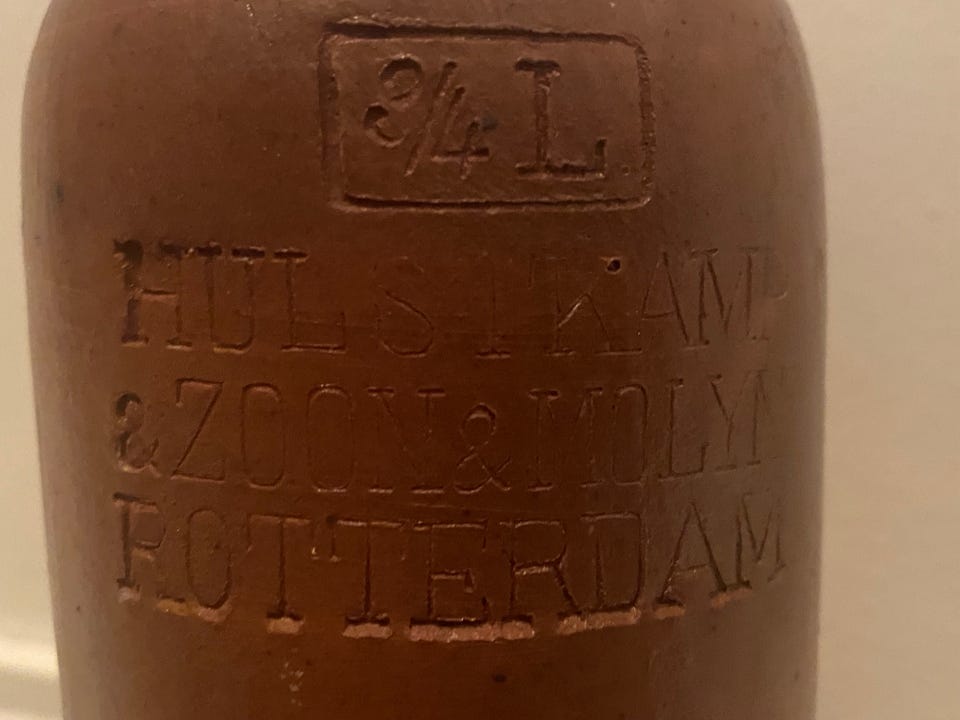 3/4 L.
HULSTKAMP
& ZOON & MOLYN
ROTTERDAM